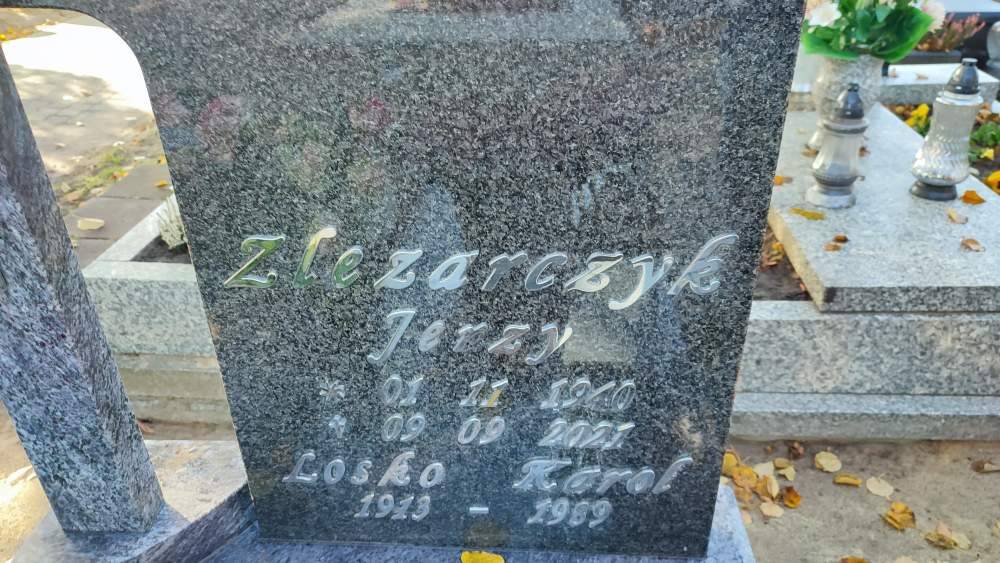 Zlezarczyk
Jerzy
* 01 11 1940
† 09 09 2021
Losko Karol
1913 - 1989